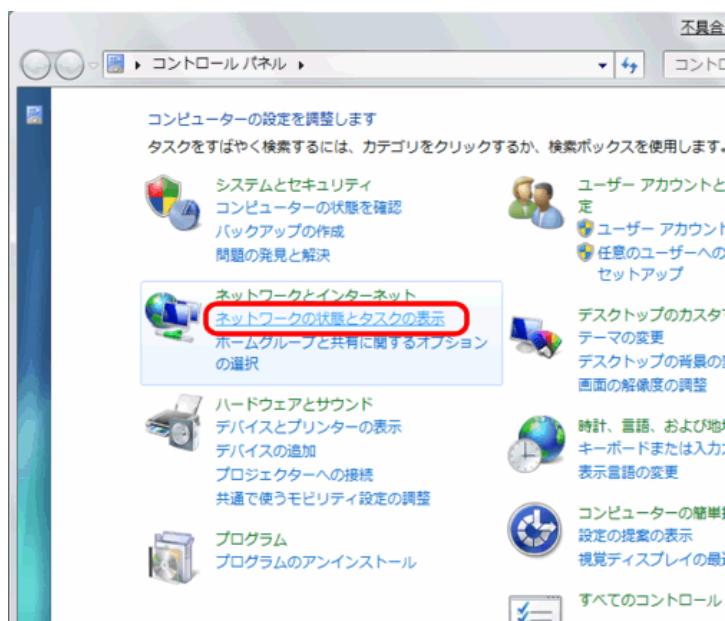 不具合
コントロール パネル
コントロ
コンピューターの設定を調整します
タスクをすばやく検索するには、カテゴリをクリックするか、検索ボックスを使用します。
システムとセキュリティ
コンピューターの状態を確認
バックアップの作成
問題の発見と解決
ネットワークとインターネット
ネットワークの状態とタスクの表示
ホームグループと共有に関するオプション
の選択
ハードウェアとサウンド
デバイスとプリンターの表示
デバイスの追加
プロジェクターへの接続
共通で使うモビリティ設定の調整
プログラム
プログラムのアンインストール
ユーザー アカウントと
定
ユーザー アカウント
任意のユーザーへの
セットアップ
デスクトップのカスタ
テーマの変更
デスクトップの背景の
画面の解像度の調整
時計、言語、および地
キーボードまたは入力
表示言語の変更
コンピューターの簡単
設定の提案の表示
視覚ディスプレイの最
すべてのコントロール